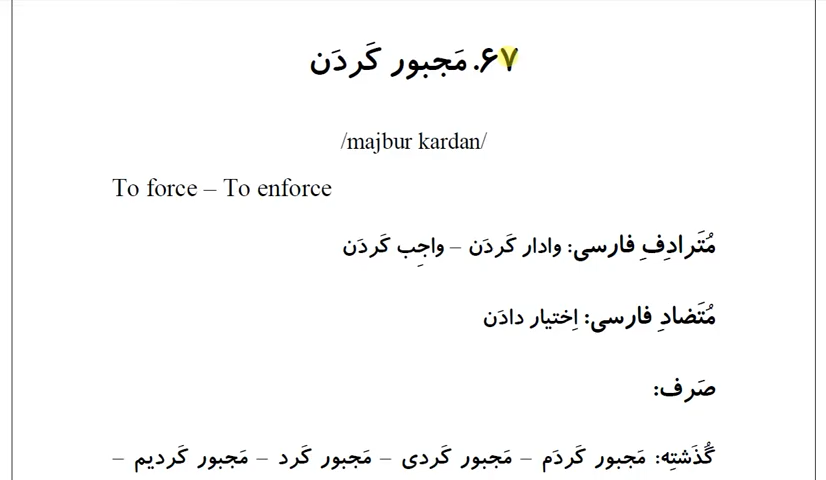 ۶۷. مَجبور کَردَن
/majbur kardan/
To force – To enforce
مُتَرادِفِ فارسی: وادار کَردَن – واجِب کَردَن
مُتَضادِ فارسی: اِختیار دادَن
صَرف:
گُذَشتِه: مَجبور کَردَم – مَجبور کَردی – مَجبور کَرد – مَجبور کَردیم –